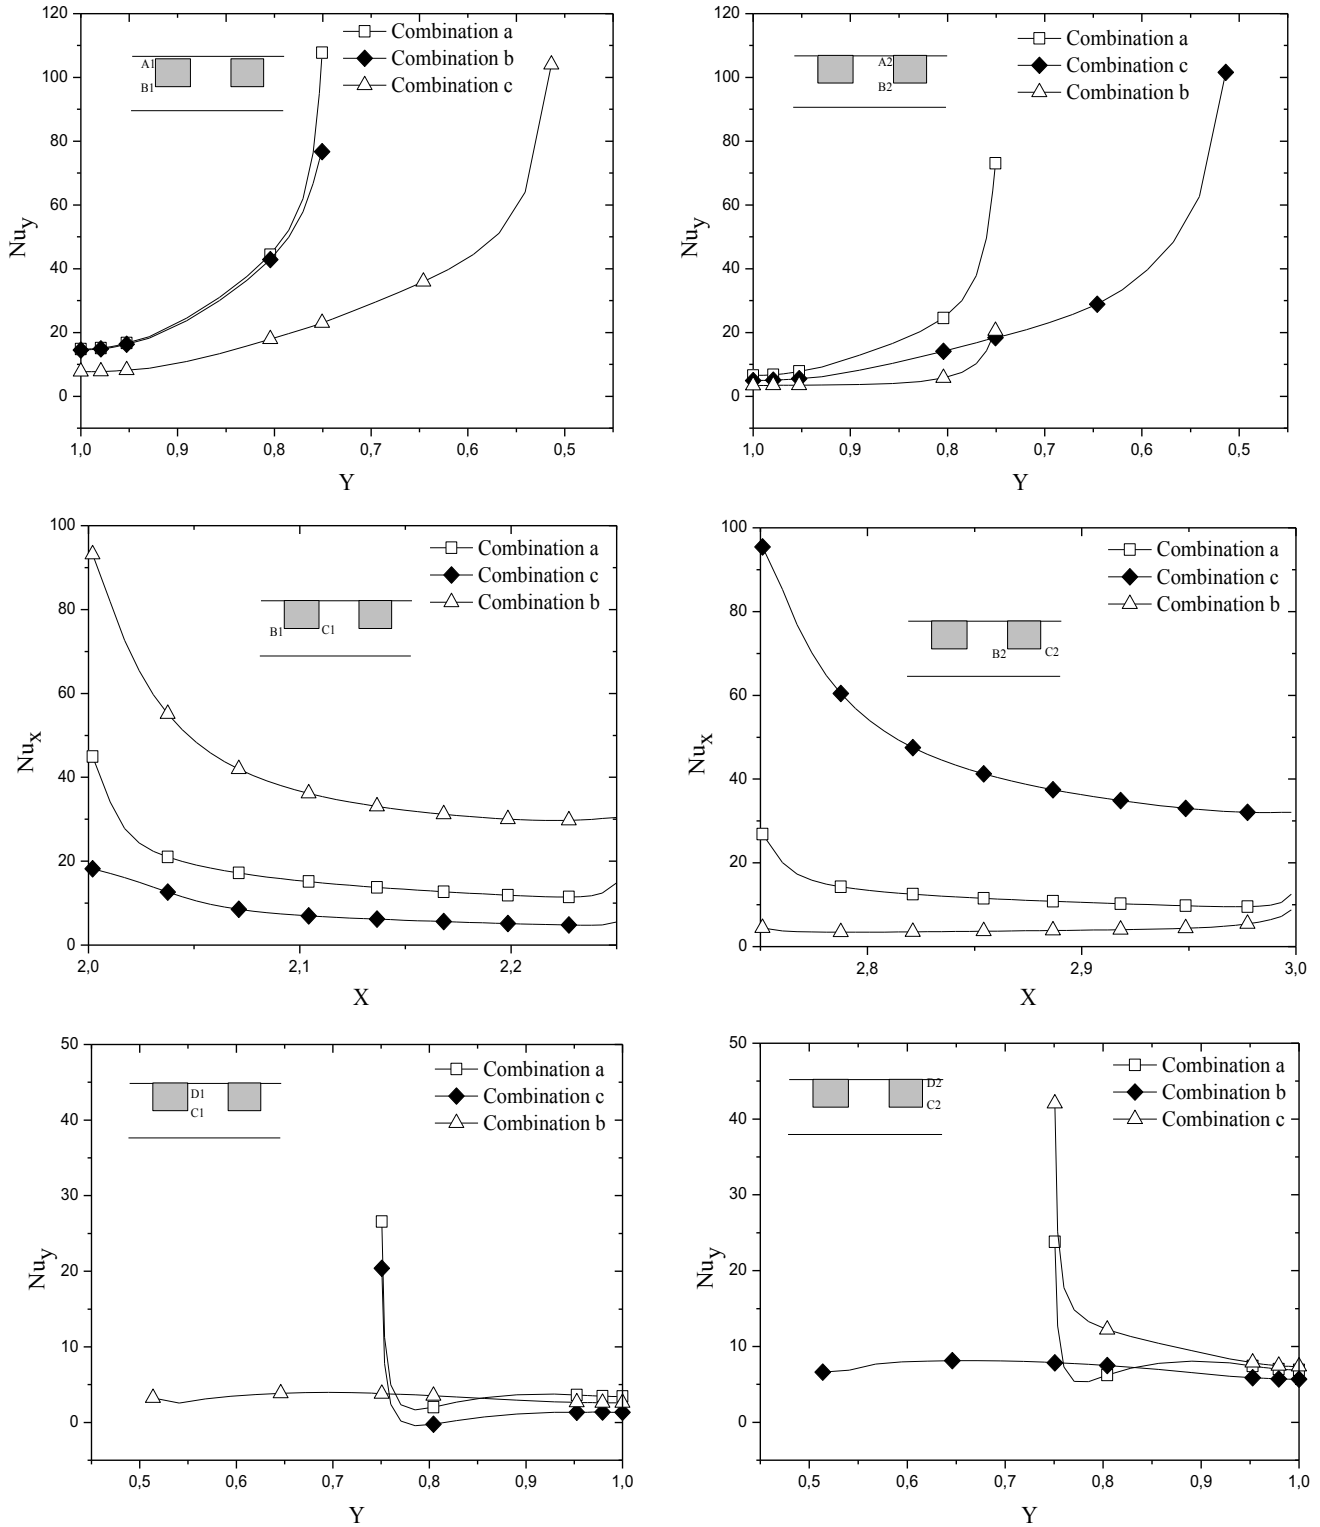 120
100
80
60
40
20
0
Nuy
1,0 0,9 0,8 0,7 0,6 0,5
Y
Combination a
Combination b
Combination c
A1
B1
120
100
80
60
40
20
0
Nuy
1,0 0,9 0,8 0,7 0,6 0,5
Y
Combination a
Combination c
Combination b
A2
B2
100
80
60
40
20
0
Nux
2,0 2,1 2,2
X
Combination a
Combination c
Combination b
B1 C1
100
80
60
40
20
0
Nux
2,8 2,9 3,0
X
Combination a
Combination c
Combination b
B2 C2
50
40
30
20
10
0
Nuy
0,5 0,6 0,7 0,8 0,9 1,0
Y
Combination a
Combination c
Combination b
D1
C1
50
40
30
20
10
0
Nuy
0,5 0,6 0,7 0,8 0,9 1,0
Y
Combination a
Combination b
Combination c
D2
C2